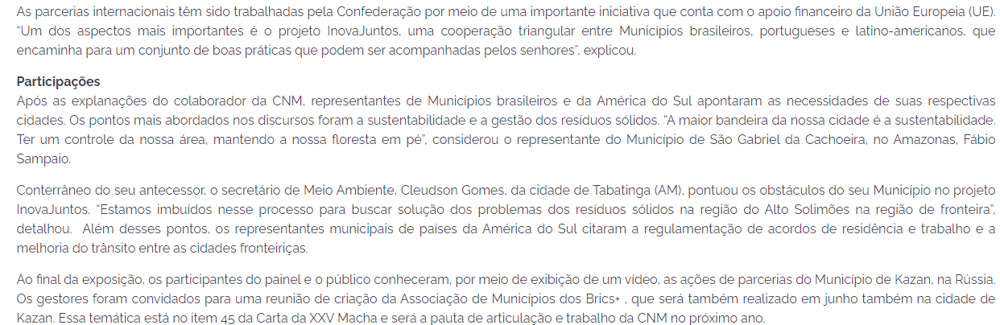 As parcerias internacionais têm sido trabalhadas pela Confederação por meio de uma importante iniciativa que conta com o apoio financeiro da União Europeia (UE).
“Um dos aspectos mais importantes é o projeto InovaJuntos, uma cooperação triangular entre Municípios brasileiros, portugueses e latino-americanos, que
encaminha para um conjunto de boas práticas que podem ser acompanhadas pelos senhores”, explicou.
Participações
Após as explanações do colaborador da CNM, representantes de Municípios brasileiros e da América do Sul apontaram as necessidades de suas respectivas
cidades. Os pontos mais abordados nos discursos foram a sustentabilidade e a gestão dos resíduos sólidos. “A maior bandeira da nossa cidade é a sustentabilidade.
Ter um controle da nossa área, mantendo a nossa floresta em pé”, considerou o representante do Município de São Gabriel da Cachoeira, no Amazonas, Fábio
Sampaio.
Conterrâneo do seu antecessor, o secretário de Meio Ambiente, Cleudson Gomes, da cidade de Tabatinga (AM), pontuou os obstáculos do seu Município no projeto
InovaJuntos. “Estamos imbuídos nesse processo para buscar solução dos problemas dos resíduos sólidos na região do Alto Solimões na região de fronteira”,
detalhou.  Além desses pontos, os representantes municipais de países da América do Sul citaram a regulamentação de acordos de residência e trabalho e a
melhoria do trânsito entre as cidades fronteiriças.
Ao final da exposição, os participantes do painel e o público conheceram, por meio de exibição de um vídeo, as ações de parcerias do Município de Kazan, na Rússia.
Os gestores foram convidados para uma reunião de criação da Associação de Municípios dos Brics+ , que será também realizado em junho também na cidade de
Kazan. Essa temática está no item 45 da Carta da XXV Macha e será a pauta de articulação e trabalho da CNM no próximo ano.